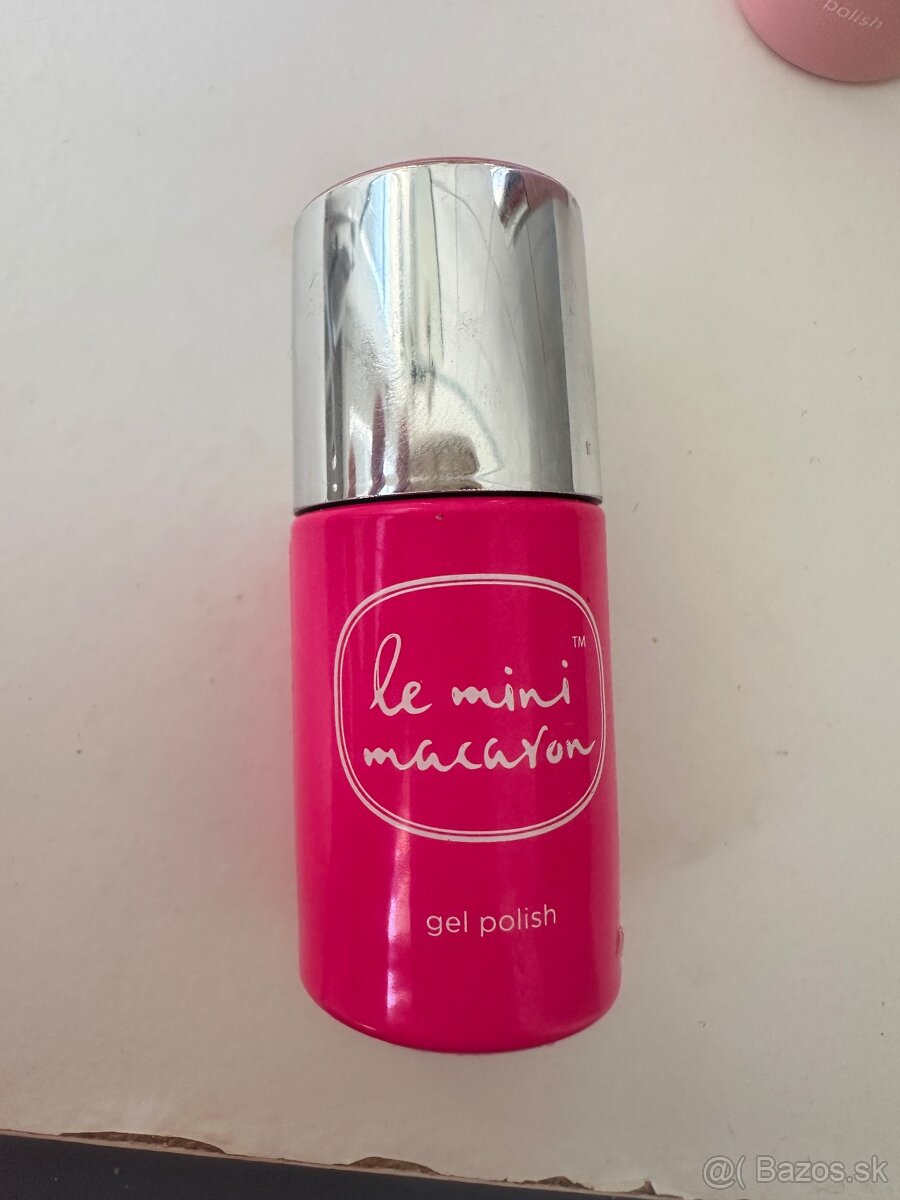 polish
le mini™
macaron
gel polish
@( Bazos.sk